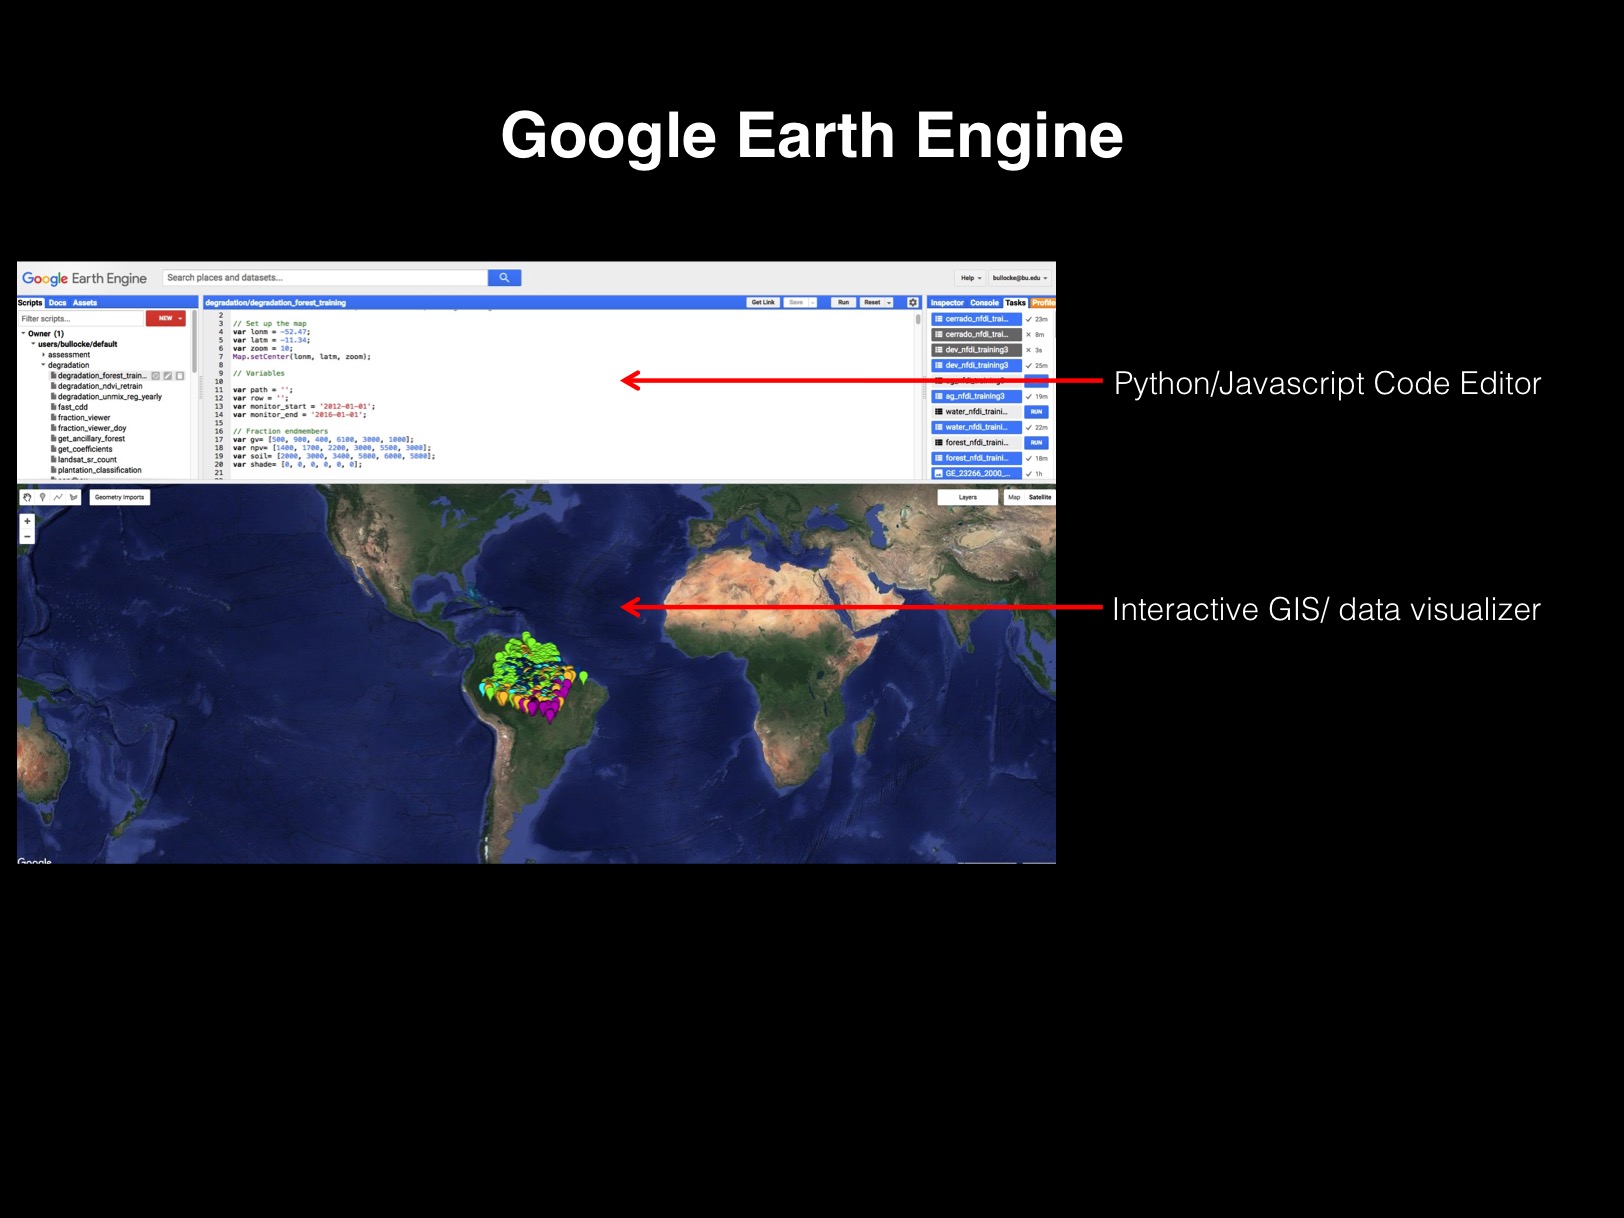 Google Earth Engine
Google Earth Engine
Search places and datasets...
Help
bullocke@bu.edu
Scripts Docs Assets
degradation/degradation_forest_training
Get Link Save Run Reset
Inspector Console Tasks Profile
Filter scripts... NEW
Owner (1)
users/bullocke/default
assessment
degradation
degradation_forest_train...
degradation_ndvi_retrain
degradation_unmix_reg_yearly
fast_cdd
fraction_viewer
fraction_viewer_doy
get_ancillary_forest
get_coefficients
landsat_sr_count
plantation_classification
2
3 // Set up the map
4 var lonm = -52.47;
5 var latm = -11.34;
6 var zoom = 10;
7 Map.setCenter(lonm, latm, zoom);
8
9 // Variables
10
11 var path = '';
12 var row = '';
13 var monitor_start = '2012-01-01';
14 var monitor_end = '2016-01-01';
15
16 // Fraction endmembers
17 var gv= [500, 900, 400, 6100, 3000, 1000];
18 var npv= [1400, 1700, 2200, 3000, 5500, 3000];
19 var soil= [2000, 3000, 3400, 5800, 6000, 5800];
20 var shade= [0, 0, 0, 0, 0, 0];
21
cerrado_nfdi_trai... 23m
cerrado_nfdi_trai... 8m
dev_nfdi_training3 3s
dev_nfdi_training3 25m
ag_nfdi_training3 19m
water_nfdi_traini... RUN
water_nfdi_traini... 22m
forest_nfdi_traini... RUN
forest_nfdi_traini... 18m
GE_23266_2000_... 1h
Python/Javascript Code Editor
Geometry Imports
Layers
Map Satellite
+
−
Interactive GIS/ data visualizer
Google